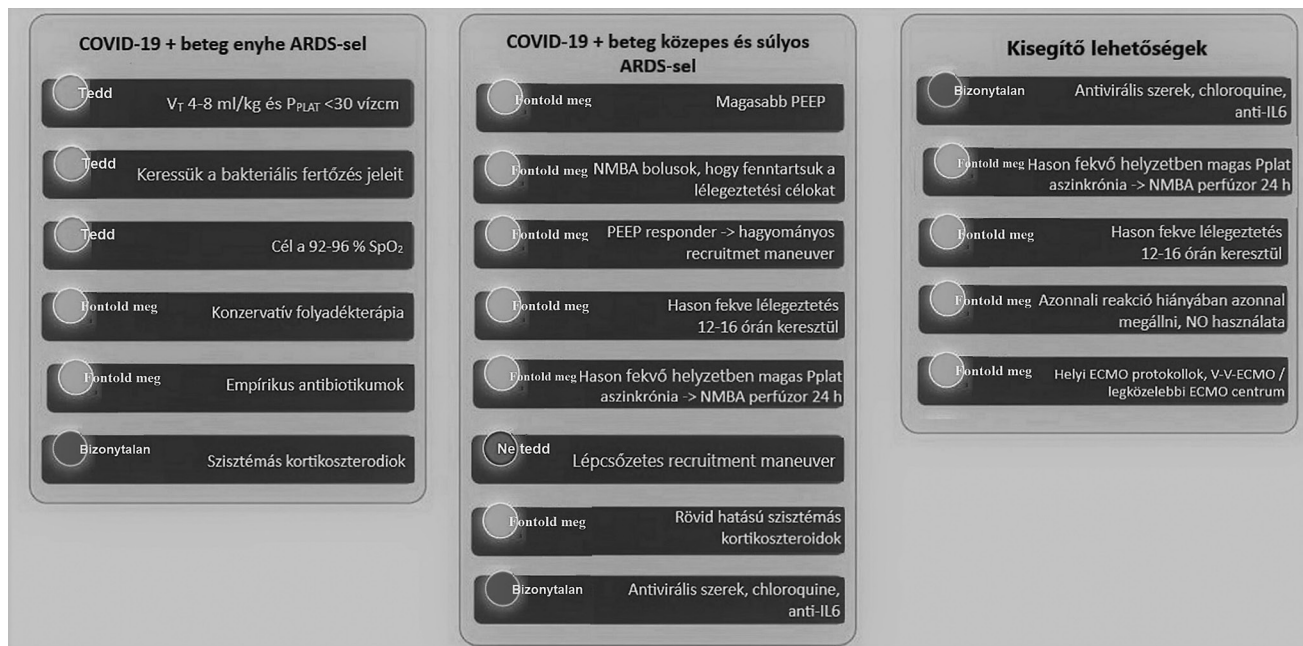 COVID-19 + beteg enyhe ARDS-sel
Tedd
V_T 4-8 ml/kg és P_PLAT <30 vízcm
Tedd
Keressük a bakteriális fertőzés jeleit
Tedd
Cél a 92-96 % SpO₂
Fontold meg
Konzervatív folyadékterápia
Fontold meg
Empírikus antibiotikumok
Bizonytalan
Szisztémás kortikoszterodiok
COVID-19 + beteg közepes és súlyos
ARDS-sel
Fontold meg
Magasabb PEEP
Fontold meg
NMBA bolusok, hogy fenntartsuk a
lélegeztetési célokat
Fontold meg
PEEP responder -> hagyományos
recruitmet maneuver
Fontold meg
Hason fekve lélegeztetés
12-16 órán keresztül
Fontold meg
Hason fekvő helyzetben magas Pplat
aszinkrónia -> NMBA perfúzor 24 h
Ne tedd
Lépcsőzetes recruitment maneuver
Fontold meg
Rövid hatású szisztémás
kortikoszteroidok
Bizonytalan
Antivirális szerek, chloroquine,
anti-IL6
Kisegítő lehetőségek
Bizonytalan
Antivirális szerek, chloroquine,
anti-IL6
Fontold meg
Hason fekvő helyzetben magas Pplat
aszinkrónia -> NMBA perfúzor 24 h
Fontold meg
Hason fekve lélegeztetés
12-16 órán keresztül
Fontold meg
Azonnali reakció hiányában azonnal
megállni, NO használata
Fontold meg
Helyi ECMO protokollok, V-V-ECMO /
legközelebbi ECMO centrum